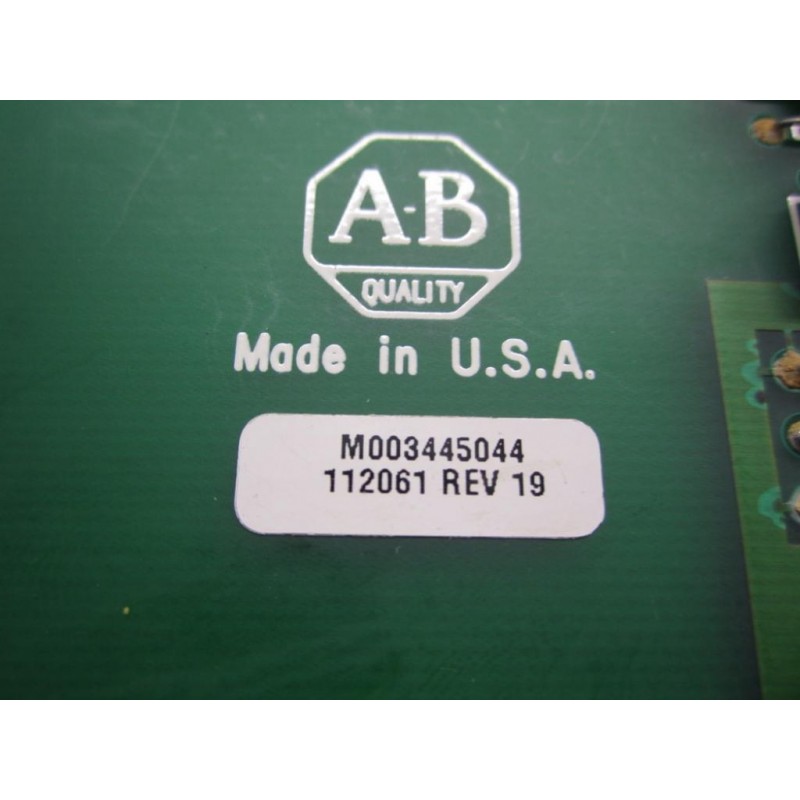 A-B
QUALITY
Made in U.S.A.
M003445044
112061 REV 19